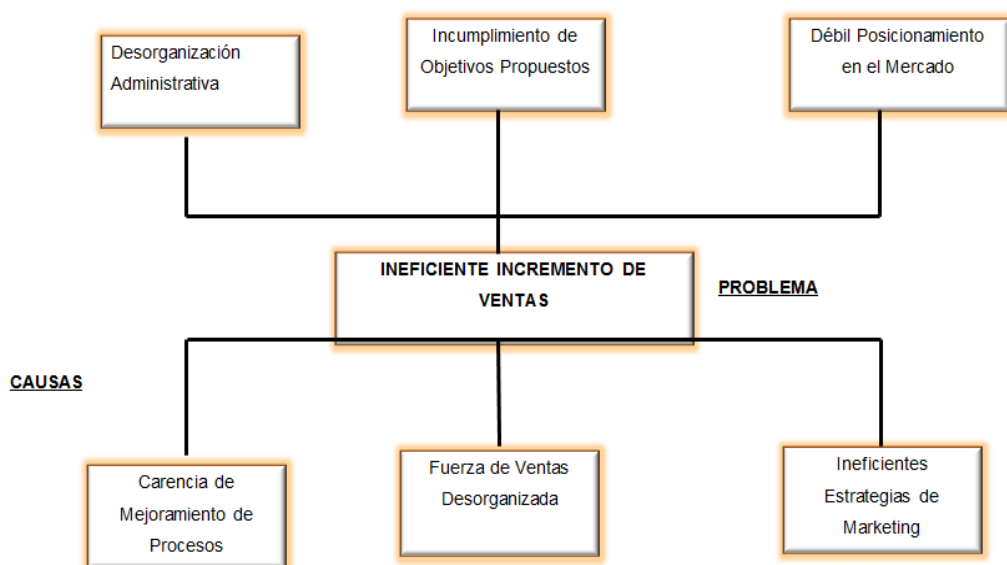 Desorganización
Administrativa
Incumplimiento de
Objetivos Propuestos
Débil Posicionamiento
en el Mercado
INEFICIENTE INCREMENTO DE
VENTAS
PROBLEMA
CAUSAS
Carencia de
Mejoramiento de
Procesos
Fuerza de Ventas
Desorganizada
Ineficientes
Estrategias de
Marketing